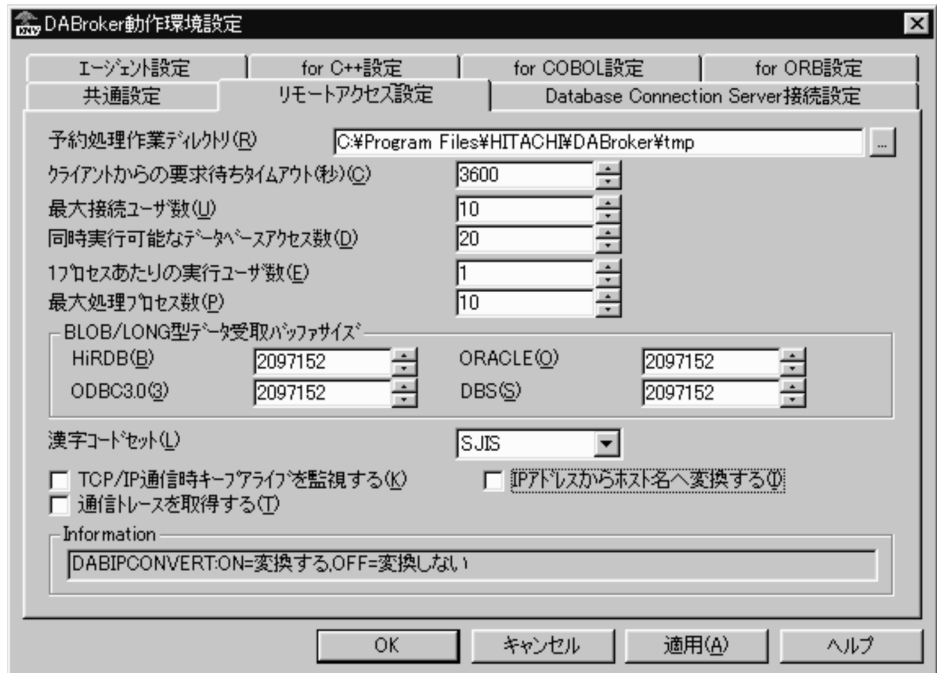 DABroker動作環境設定
エージェント設定 for C++設定 for COBOL設定 for ORB設定
共通設定 リモートアクセス設定 Database Connection Server接続設定
予約処理作業ディレクトリ(R) C:¥Program Files¥HITACHI¥DABroker¥tmp ...
クライアントからの要求待ちタイムアウト(秒)(C) 3600
最大接続ユーザ数(U) 10
同時実行可能なデータベースアクセス数(D) 20
1プロセスあたりの実行ユーザ数(E) 1
最大処理プロセス数(P) 10
BLOB/LONG型データ受取バッファサイズ
HiRDB(B) 2097152 ORACLE(O) 2097152
ODBC3.0(3) 2097152 DBS(S) 2097152
漢字コードセット(L) SJIS
TCP/IP通信時キープアライブを監視する(K) IPアドレスからホスト名へ変換する(I)
通信トレースを取得する(T)
Information
DABIPCONVERT:ON=変換する,OFF=変換しない
OK キャンセル 適用(A) ヘルプ